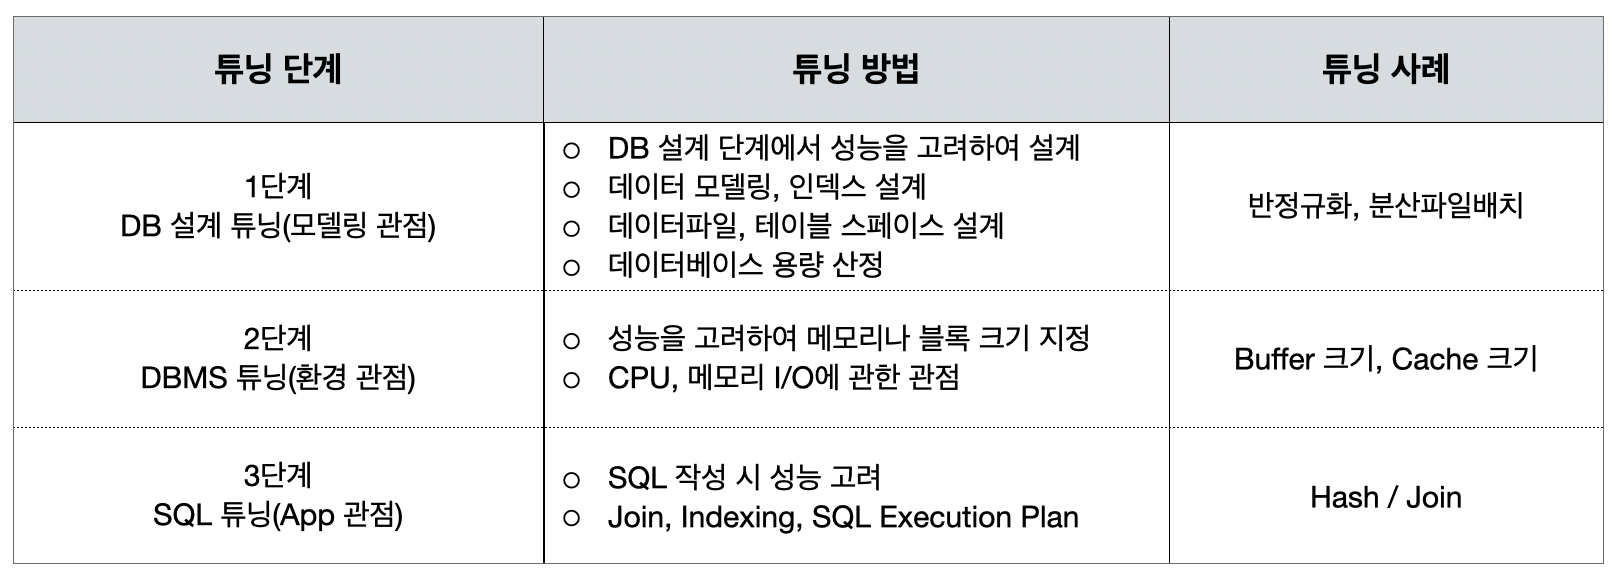 튜닝 단계
튜닝 방법
튜닝 사례
1단계
DB 설계 튜닝(모델링 관점)
○ DB 설계 단계에서 성능을 고려하여 설계
○ 데이터 모델링, 인덱스 설계
○ 데이터파일, 테이블 스페이스 설계
○ 데이터베이스 용량 산정
반정규화, 분산파일배치
2단계
DBMS 튜닝(환경 관점)
○ 성능을 고려하여 메모리나 블록 크기 지정
○ CPU, 메모리 I/O에 관한 관점
Buffer 크기, Cache 크기
3단계
SQL 튜닝(App 관점)
○ SQL 작성 시 성능 고려
○ Join, Indexing, SQL Execution Plan
Hash / Join